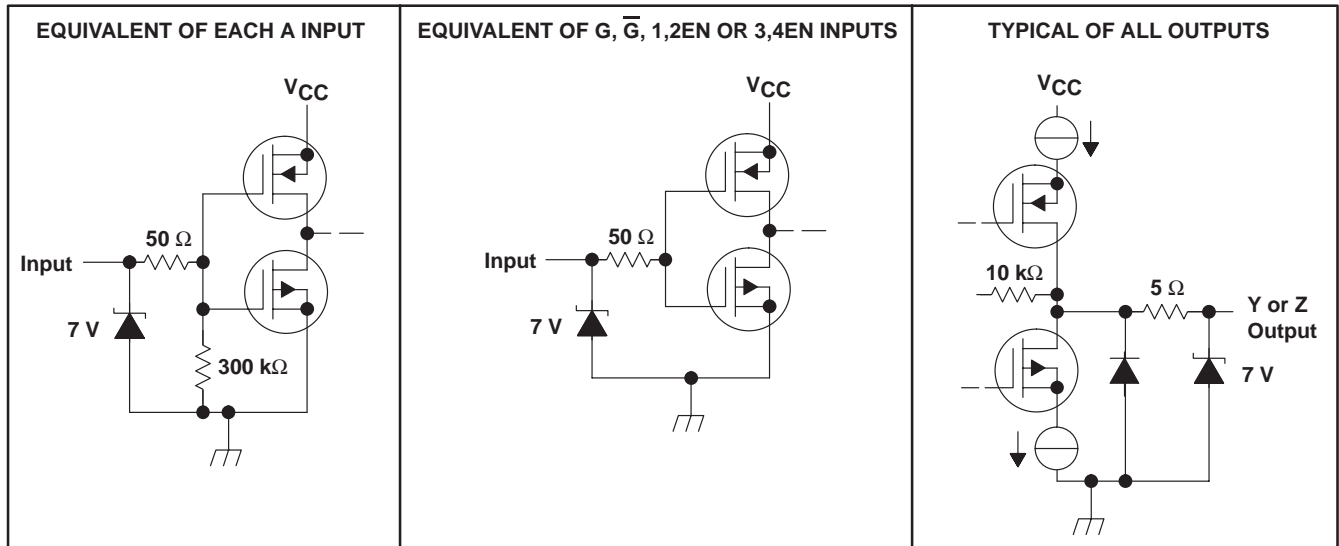 EQUIVALENT OF EACH A INPUT
VCC
50 Ω
Input
7 V
300 kΩ
EQUIVALENT OF G, G̅, 1,2EN OR 3,4EN INPUTS
VCC
50 Ω
Input
7 V
TYPICAL OF ALL OUTPUTS
VCC
10 kΩ
5 Ω
Y or Z
Output
7 V